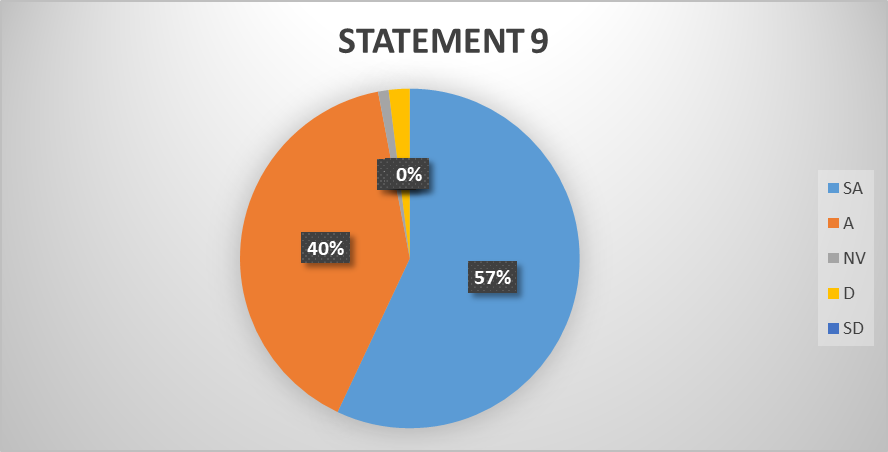 STATEMENT 9
0%
40%
57%
SA
A
NV
D
SD